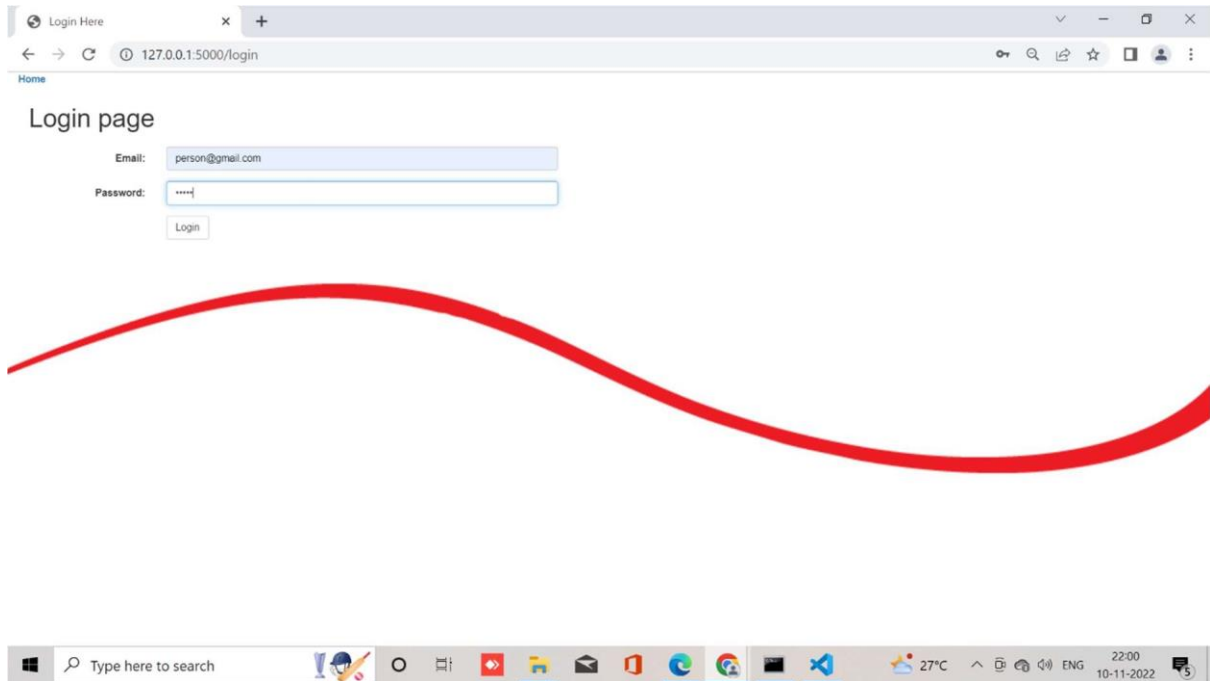 Login Here
127.0.0.1:5000/login
Home
Login page
Email: person@gmail.com
Password: •••••
Login
Type here to search
27°C ENG 22:00
10-11-2022
5